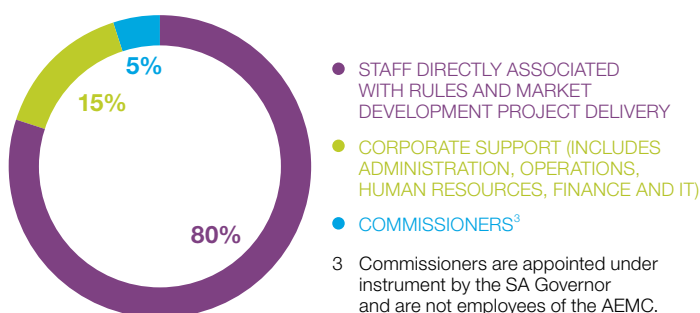 5%
15%
80%
STAFF DIRECTLY ASSOCIATED
WITH RULES AND MARKET
DEVELOPMENT PROJECT DELIVERY
CORPORATE SUPPORT (INCLUDES
ADMINISTRATION, OPERATIONS,
HUMAN RESOURCES, FINANCE AND IT)
COMMISSIONERS³
3 Commissioners are appointed under
instrument by the SA Governor
and are not employees of the AEMC.